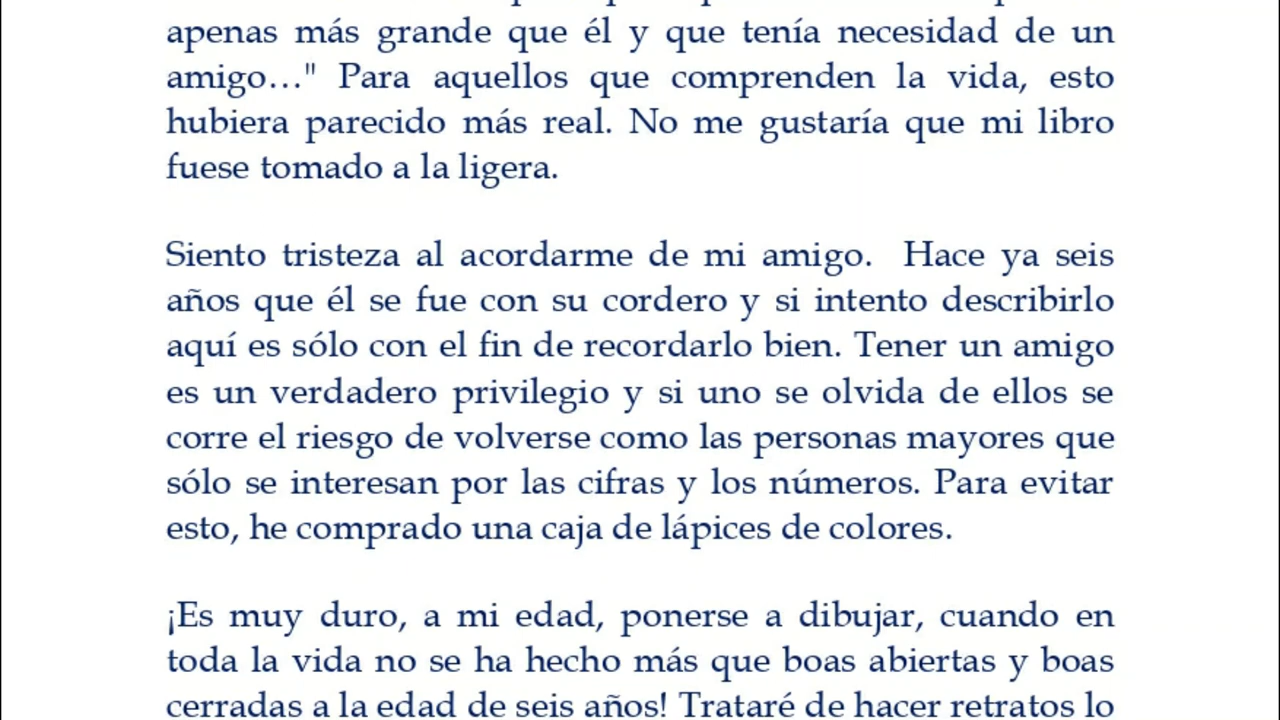 apenas más grande que él y que tenía necesidad de un
amigo…" Para aquellos que comprenden la vida, esto
hubiera parecido más real. No me gustaría que mi libro
fuese tomado a la ligera.
Siento tristeza al acordarme de mi amigo.  Hace ya seis
años que él se fue con su cordero y si intento describirlo
aquí es sólo con el fin de recordarlo bien. Tener un amigo
es un verdadero privilegio y si uno se olvida de ellos se
corre el riesgo de volverse como las personas mayores que
sólo se interesan por las cifras y los números. Para evitar
esto, he comprado una caja de lápices de colores.
¡Es muy duro, a mi edad, ponerse a dibujar, cuando en
toda la vida no se ha hecho más que boas abiertas y boas
cerradas a la edad de seis años! Trataré de hacer retratos lo